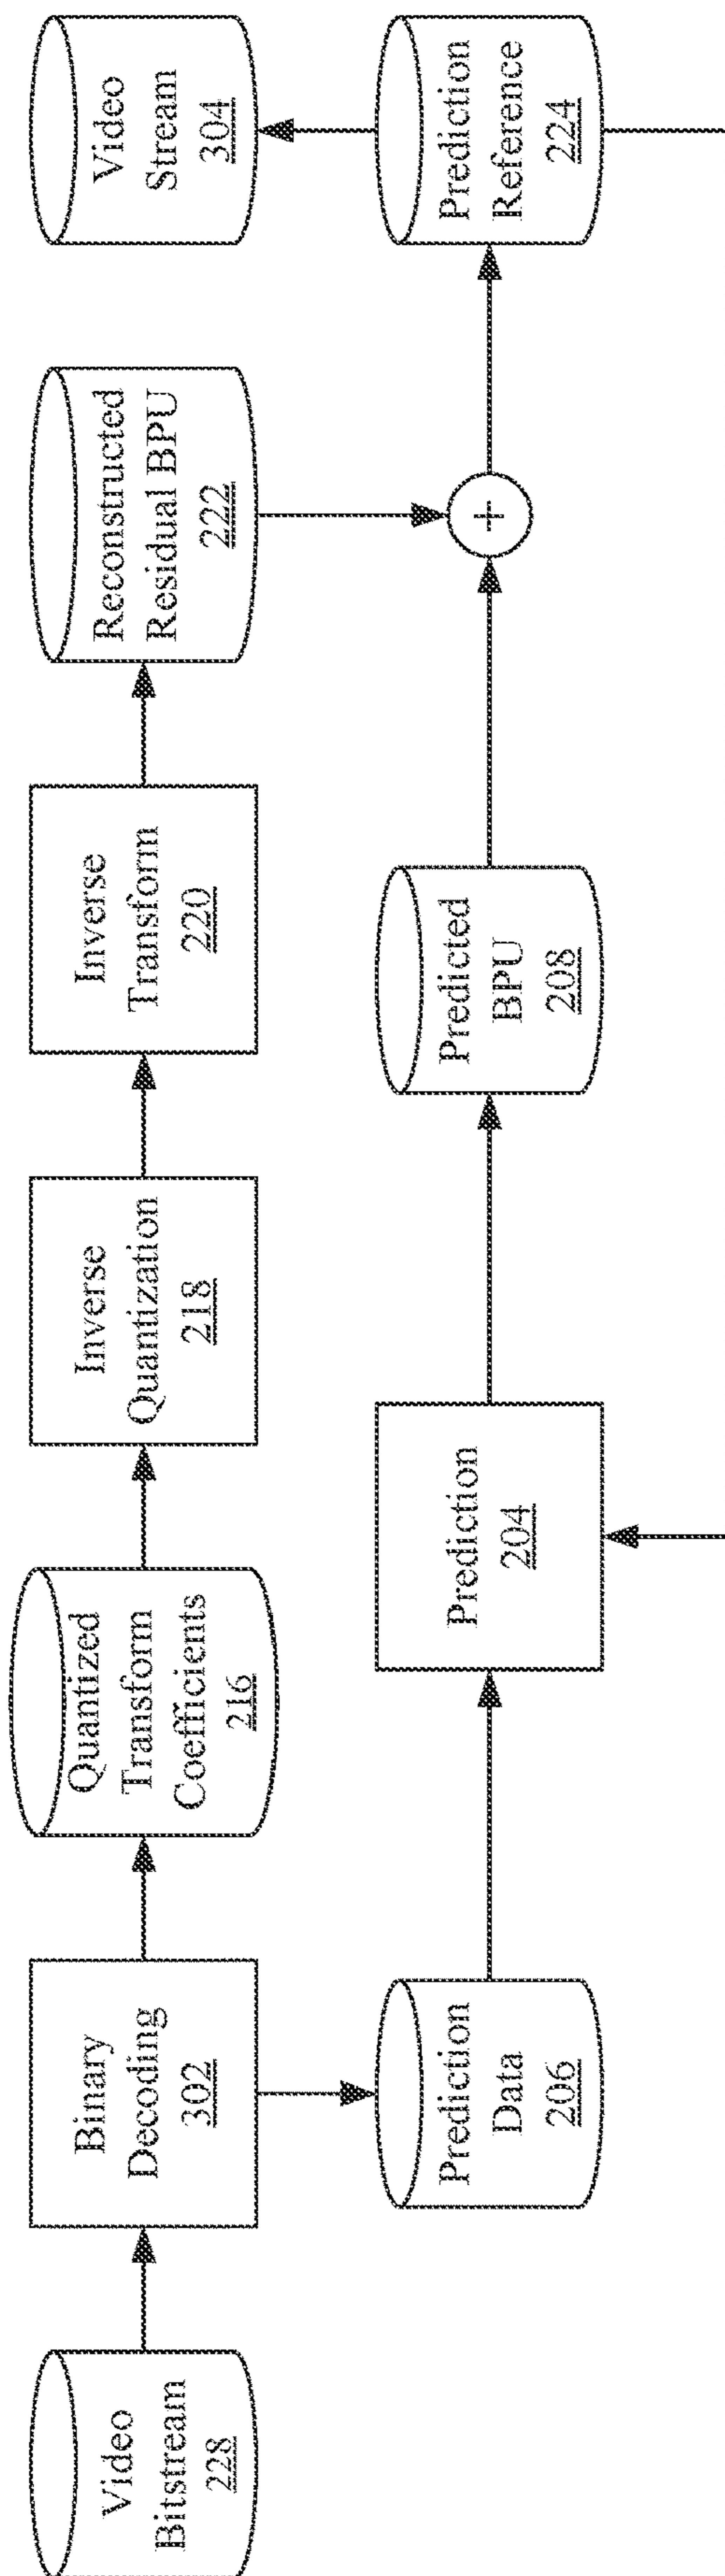 Video
Bitstream
228
Binary
Decoding
302
Quantized
Transform
Coefficients
216
Inverse
Quantization
218
Inverse
Transform
220
Reconstructed
Residual BPU
222
Video
Stream
304
Prediction
Data
206
Prediction
204
Predicted
BPU
208
+
Prediction
Reference
224